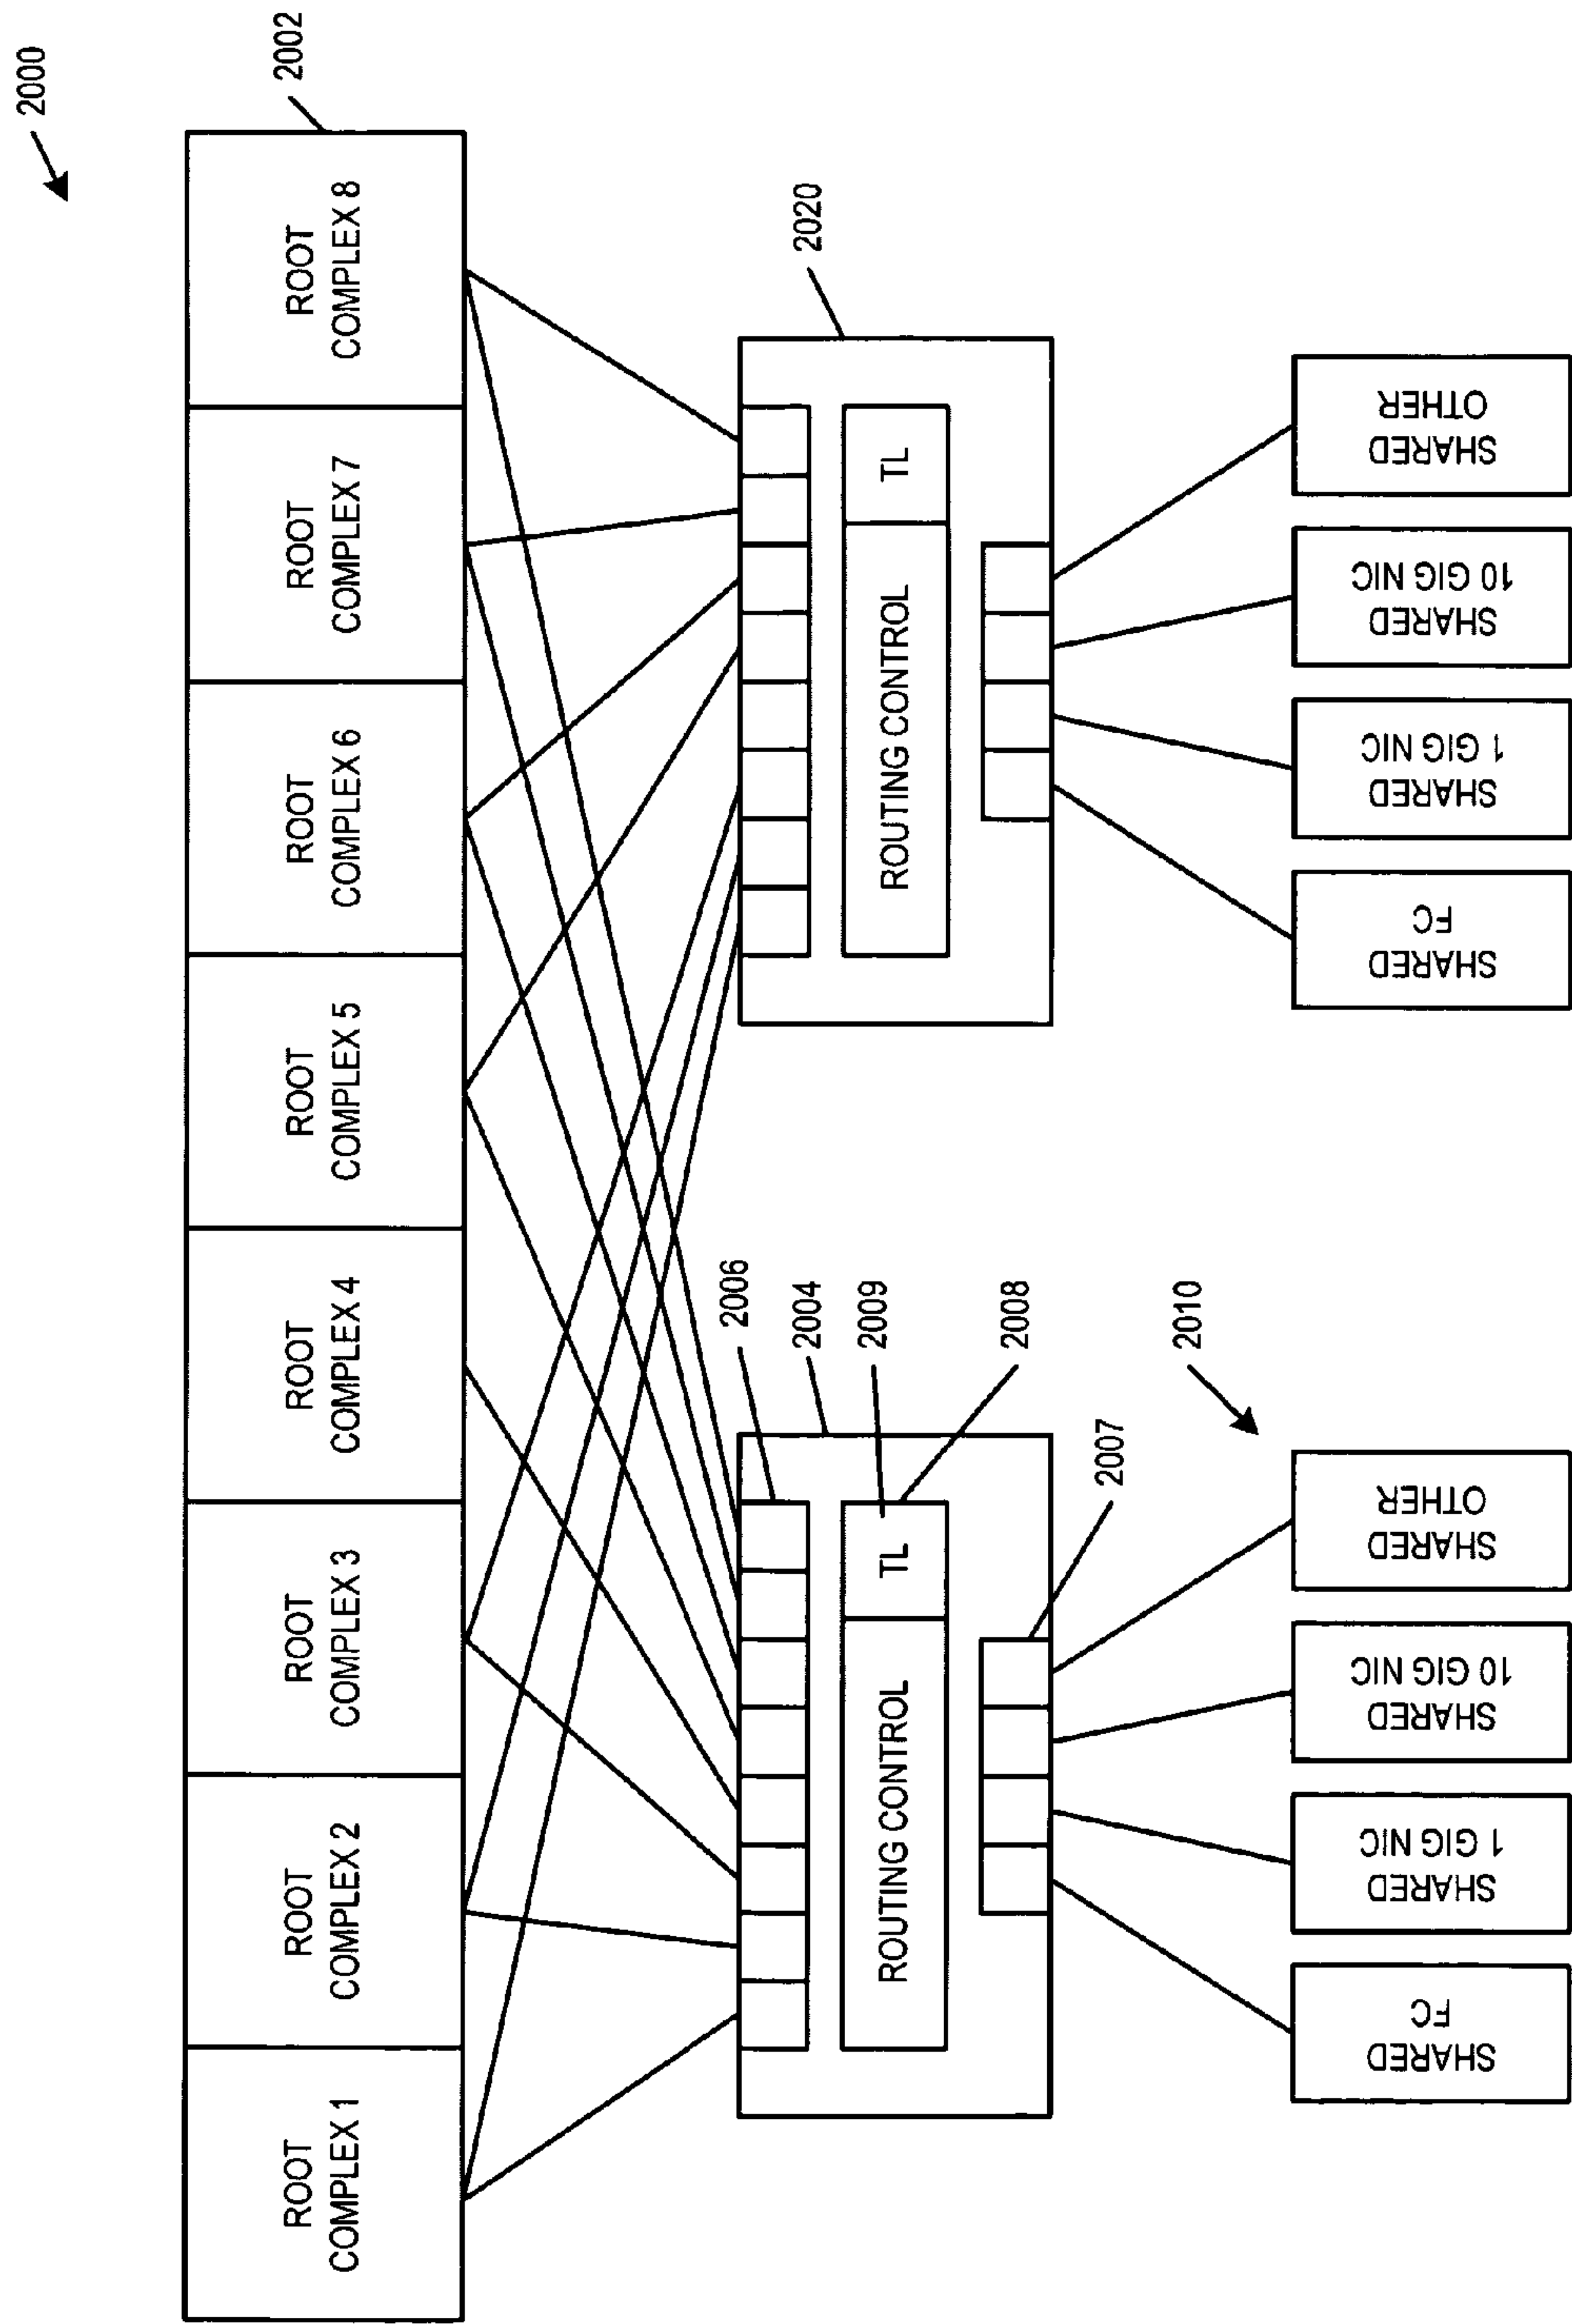 2000
2002
ROOT
COMPLEX 1
ROOT
COMPLEX 2
ROOT
COMPLEX 3
ROOT
COMPLEX 4
ROOT
COMPLEX 5
ROOT
COMPLEX 6
ROOT
COMPLEX 7
ROOT
COMPLEX 8
2006
2004
2009
2008
2007
ROUTING CONTROL
TL
2020
ROUTING CONTROL
TL
2010
SHARED
FC
SHARED
1 GIG NIC
SHARED
10 GIG NIC
SHARED
OTHER
SHARED
FC
SHARED
1 GIG NIC
SHARED
10 GIG NIC
SHARED
OTHER